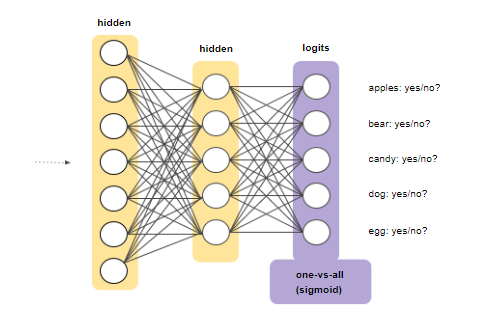 hidden
hidden
logits
apples: yes/no?
bear: yes/no?
candy: yes/no?
dog: yes/no?
egg: yes/no?
one-vs-all
(sigmoid)